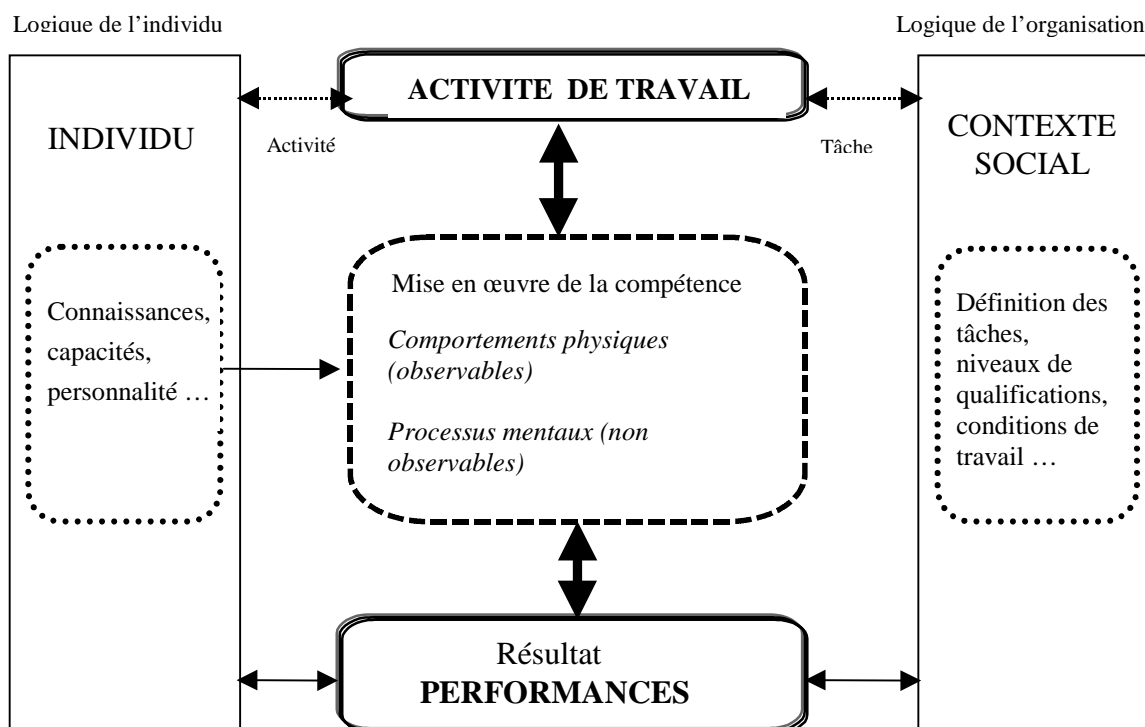 Logique de l’individu
Logique de l’organisation
ACTIVITE DE TRAVAIL
INDIVIDU
Activité
Tâche
CONTEXTE
SOCIAL
Connaissances,
capacités,
personnalité …
Mise en œuvre de la compétence
Comportements physiques
(observables)
Processus mentaux (non
observables)
Définition des
tâches,
niveaux de
qualifications,
conditions de
travail …
Résultat
PERFORMANCES